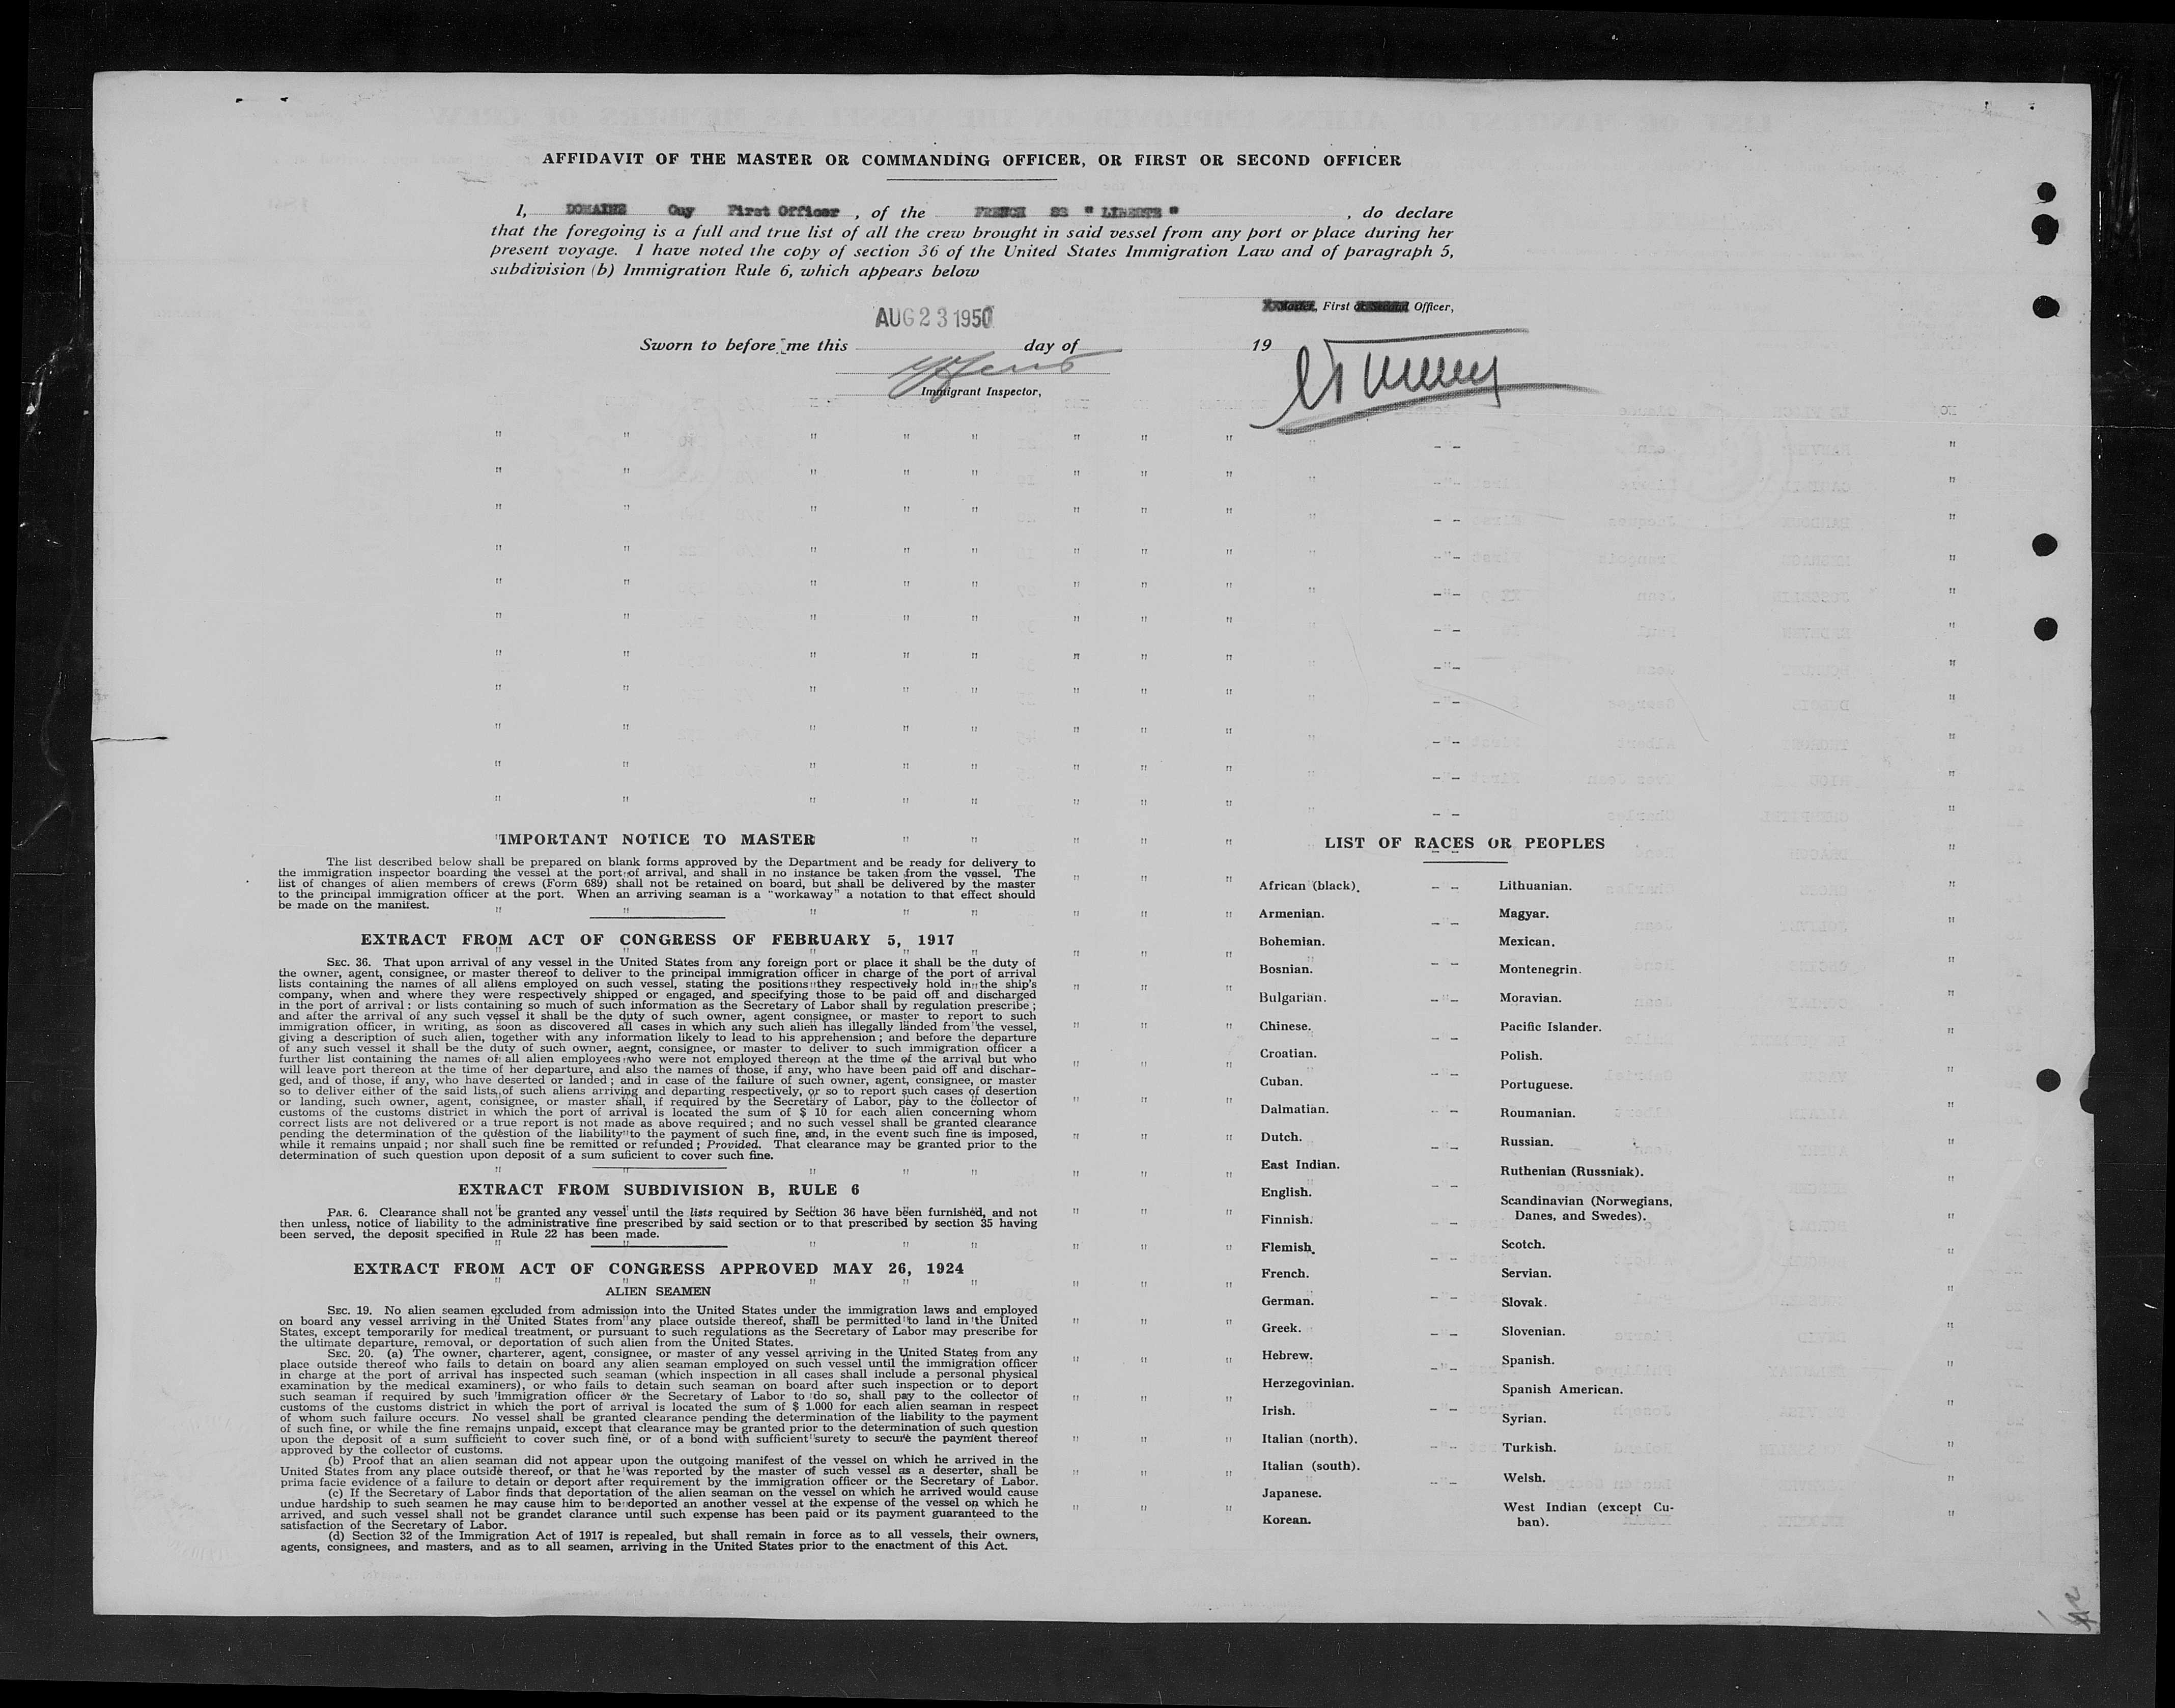 AFFIDAVIT OF THE MASTER OR COMMANDING OFFICER, OR FIRST OR SECOND OFFICER
I, DOMAINE Guy First Officer, of the FRENCH SS " LIBERTE ", do declare
that the foregoing is a full and true list of all the crew brought in said vessel from any port or place during her
present voyage. I have noted the copy of section 36 of the United States Immigration Law and of paragraph 5,
subdivision (b) Immigration Rule 6, which appears below
First Officer,
AUG 23 1950
Sworn to before me this day of 19
Immigrant Inspector,
IMPORTANT NOTICE TO MASTER
The list described below shall be prepared on blank forms approved by the Department and be ready for delivery to
the immigration inspector boarding the vessel at the port of arrival, and shall in no instance be taken from the vessel. The
list of changes of alien members of crews (Form 689) shall not be retained on board, but shall be delivered by the master
to the principal immigration officer at the port. When an arriving seaman is a "workaway" a notation to that effect should
be made on the manifest.
EXTRACT FROM ACT OF CONGRESS OF FEBRUARY 5, 1917
SEC. 36. That upon arrival of any vessel in the United States from any foreign port or place it shall be the duty of
the owner, agent, consignee, or master thereof to deliver to the principal immigration officer in charge of the port of arrival
lists containing the names of all aliens employed on such vessel, stating the positions they respectively hold in the ship's
company, when and where they were respectively shipped or engaged, and specifying those to be paid off and discharged
in the port of arrival : or lists containing so much of such information as the Secretary of Labor shall by regulation prescribe ;
and after the arrival of any such vessel it shall be the duty of such owner, agent consignee, or master to report to such
immigration officer, in writing, as soon as discovered all cases in which any such alien has illegally landed from the vessel,
giving a description of such alien, together with any information likely to lead to his apprehension ; and before the departure
of any such vessel it shall be the duty of such owner, aegnt, consignee, or master to deliver to such immigration officer a
further list containing the names of all alien employees who were not employed thereon at the time of the arrival but who
will leave port thereon at the time of her departure, and also the names of those, if any, who have been paid off and dischar-
ged, and of those, if any, who have deserted or landed ; and in case of the failure of such owner, agent, consignee, or master
so to deliver either of the said lists of such aliens arriving and departing respectively, or so to report such cases of desertion
or landing, such owner, agent, consignee, or master shall, if required by the Secretary of Labor, pay to the collector of
customs of the customs district in which the port of arrival is located the sum of $ 10 for each alien concerning whom
correct lists are not delivered or a true report is not made as above required ; and no such vessel shall be granted clearance
pending the determination of the question of the liability to the payment of such fine, and, in the event such fine is imposed,
while it remains unpaid ; nor shall such fine be remitted or refunded ; Provided. That clearance may be granted prior to the
determination of such question upon deposit of a sum suficient to cover such fine.
EXTRACT FROM SUBDIVISION B, RULE 6
PAR. 6. Clearance shall not be granted any vessel until the lists required by Section 36 have been furnished, and not
then unless, notice of liability to the administrative fine prescribed by said section or to that prescribed by section 35 having
been served, the deposit specified in Rule 22 has been made.
EXTRACT FROM ACT OF CONGRESS APPROVED MAY 26, 1924
ALIEN SEAMEN
SEC. 19. No alien seamen excluded from admission into the United States under the immigration laws and employed
on board any vessel arriving in the United States from any place outside thereof, shall be permitted to land in the United
States, except temporarily for medical treatment, or pursuant to such regulations as the Secretary of Labor may prescribe for
the ultimate departure, removal, or deportation of such alien from the United States.
SEC. 20. (a) The owner, charterer, agent, consignee, or master of any vessel arriving in the United States from any
place outside thereof who fails to detain on board any alien seaman employed on such vessel until the immigration officer
in charge at the port of arrival has inspected such seaman (which inspection in all cases shall include a personal physical
examination by the medical examiners), or who fails to detain such seaman on board after such inspection or to deport
such seaman if required by such immigration officer or the Secretary of Labor to do so, shall pay to the collector of
customs of the customs district in which the port of arrival is located the sum of $ 1.000 for each alien seaman in respect
of whom such failure occurs. No vessel shall be granted clearance pending the determination of the liability to the payment
of such fine, or while the fine remains unpaid, except that clearance may be granted prior to the determination of such question
upon the deposit of a sum sufficient to cover such fine, or of a bond with sufficient surety to secure the payment thereof
approved by the collector of customs.
(b) Proof that an alien seaman did not appear upon the outgoing manifest of the vessel on which he arrived in the
United States from any place outside thereof, or that he was reported by the master of such vessel as a deserter, shall be
prima facie evidence of a failure to detain or deport after requirement by the immigration officer or the Secretary of Labor.
(c) If the Secretary of Labor finds that deportation of the alien seaman on the vessel on which he arrived would cause
undue hardship to such seamen he may cause him to be deported an another vessel at the expense of the vessel on which he
arrived, and such vessel shall not be grandet clarance until such expense has been paid or its payment guaranteed to the
satisfaction of the Secretary of Labor.
(d) Section 32 of the Immigration Act of 1917 is repealed, but shall remain in force as to all vessels, their owners,
agents, consignees, and masters, and as to all seamen, arriving in the United States prior to the enactment of this Act.
LIST OF RACES OR PEOPLES
African (black).
Armenian.
Bohemian.
Bosnian.
Bulgarian.
Chinese.
Croatian.
Cuban.
Dalmatian.
Dutch.
East Indian.
English.
Finnish.
Flemish.
French.
German.
Greek.
Hebrew.
Herzegovinian.
Irish.
Italian (north).
Italian (south).
Japanese.
Korean.
Lithuanian.
Magyar.
Mexican.
Montenegrin.
Moravian.
Pacific Islander.
Polish.
Portuguese.
Roumanian.
Russian.
Ruthenian (Russniak).
Scandinavian (Norwegians,
Danes, and Swedes).
Scotch.
Servian.
Slovak.
Slovenian.
Spanish.
Spanish American.
Syrian.
Turkish.
Welsh.
West Indian (except Cu-
ban).